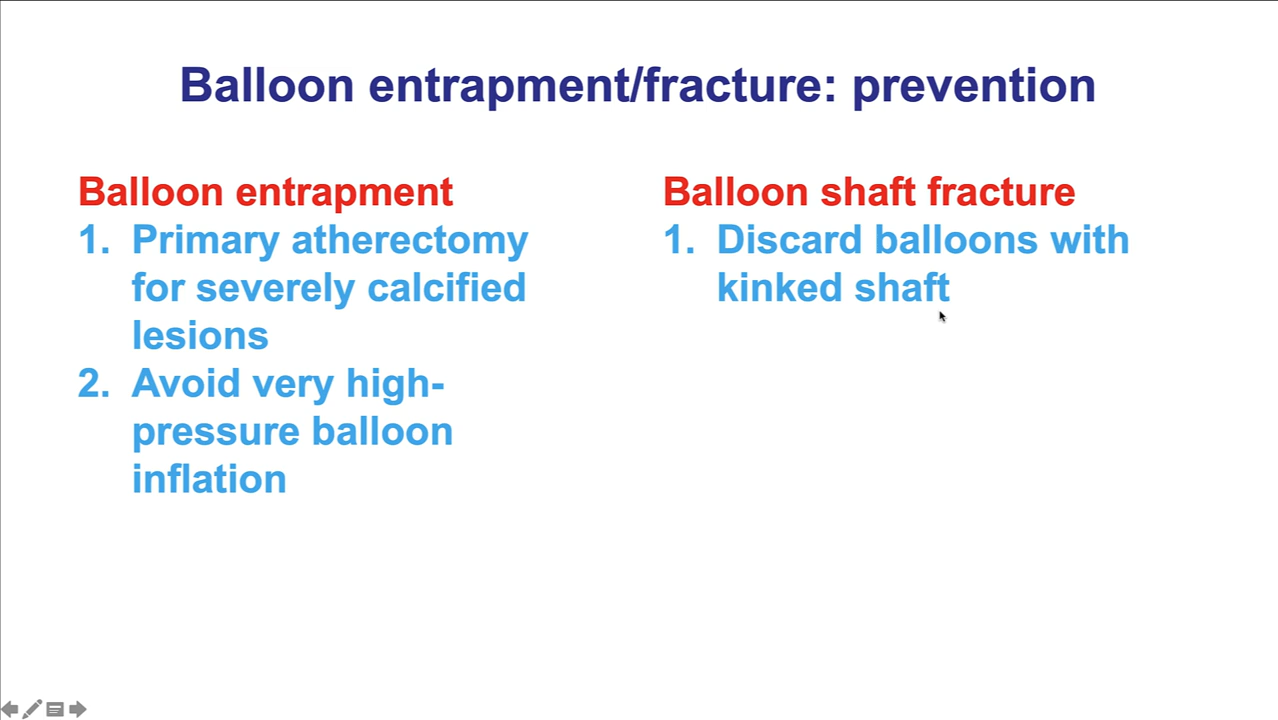 Balloon entrapment/fracture: prevention
Balloon entrapment
1. Primary atherectomy
for severely calcified
lesions
2. Avoid very high-
pressure balloon
inflation
Balloon shaft fracture
1. Discard balloons with
kinked shaft